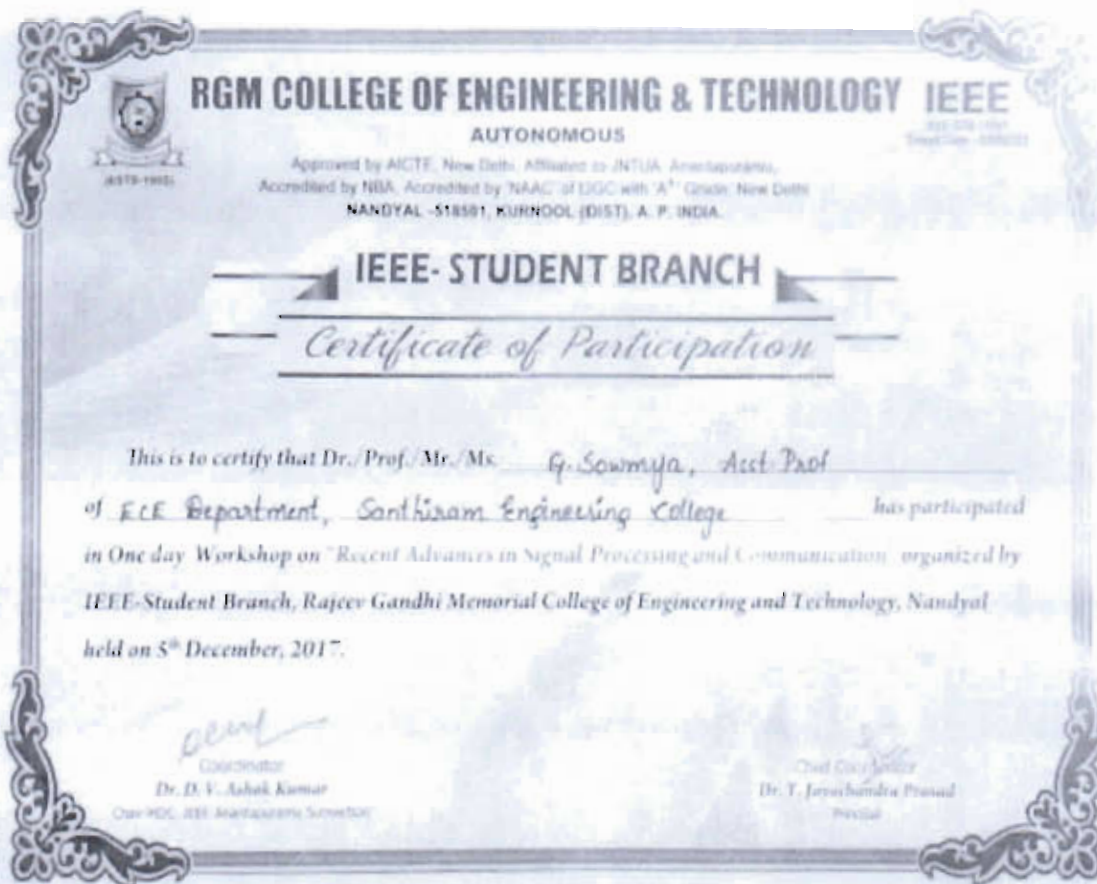 RGM COLLEGE OF ENGINEERING & TECHNOLOGY
IEEE
AUTONOMOUS
(ESTD-1995)
Approved by AICTE, New Delhi, Affiliated to JNTUA, Anantapuramu,
Accredited by NBA, Accredited by 'NAAC' of UGC with 'A+' Grade, New Delhi
NANDYAL -518501, KURNOOL (DIST), A. P. INDIA.
IEEE- STUDENT BRANCH
Certificate of Participation
This is to certify that Dr./Prof./Mr./Ms. G. Sowmya, Asst Prof
of ECE Department, Santhiram Engineering College has participated
in One day Workshop on "Recent Advances in Signal Processing and Communication" organized by
IEEE-Student Branch, Rajeev Gandhi Memorial College of Engineering and Technology, Nandyal
held on 5th December, 2017.
Coordinator
Dr. D. V. Ashok Kumar
Chief Coordinator
Dr. T. Jayachandra Prasad
Principal